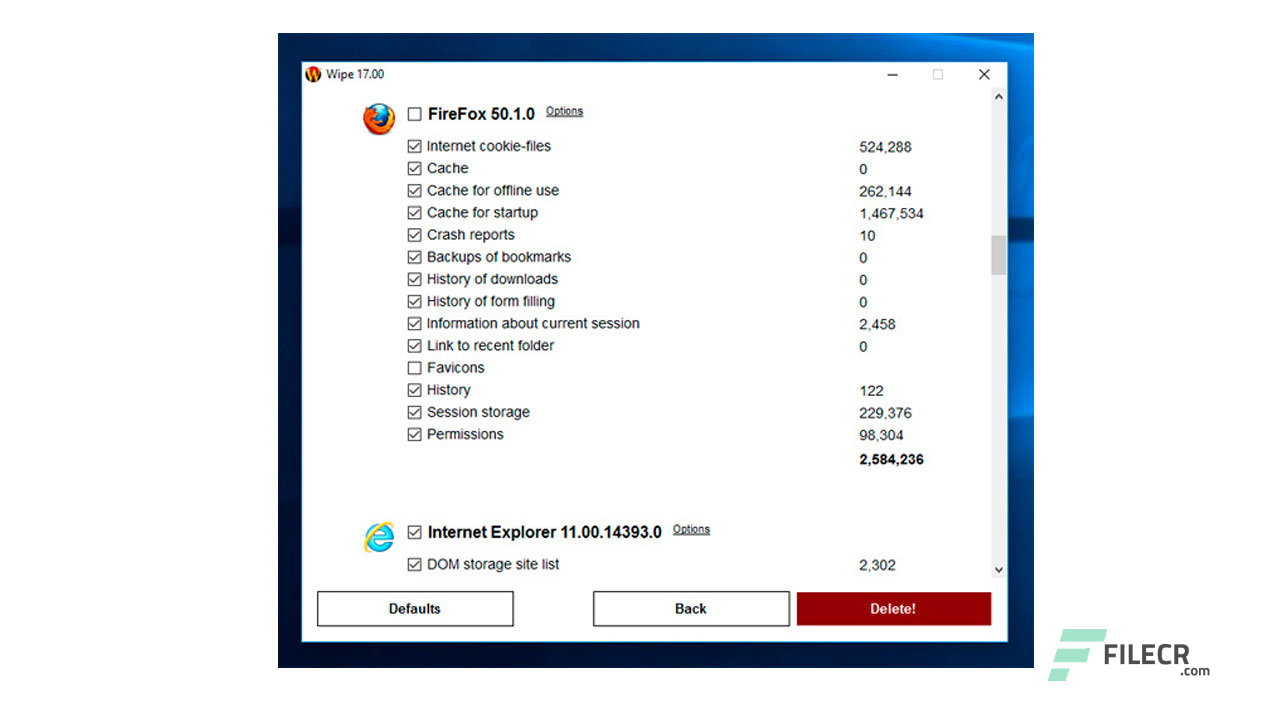 Wipe 17.00
FireFox 50.1.0 Options
Internet cookie-files 524,288
Cache 0
Cache for offline use 262,144
Cache for startup 1,467,534
Crash reports 10
Backups of bookmarks 0
History of downloads 0
History of form filling 0
Information about current session 2,458
Link to recent folder 0
Favicons
History 122
Session storage 229,376
Permissions 98,304
2,584,236
Internet Explorer 11.00.14393.0 Options
DOM storage site list 2,302
Defaults Back Delete!
FILECR
.com